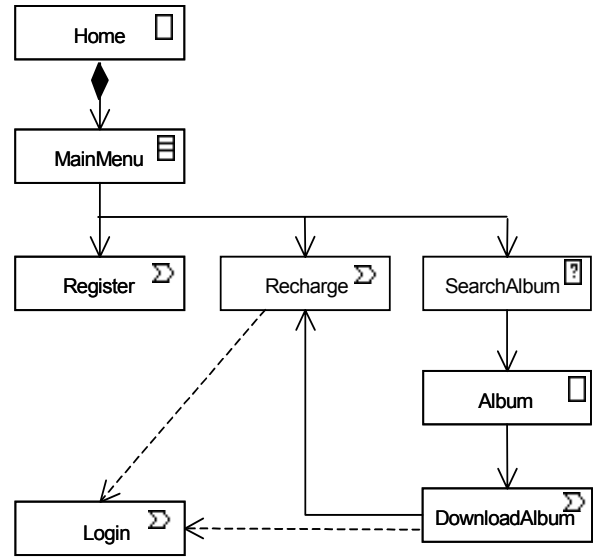 Home
MainMenu
Register
Recharge
SearchAlbum
?
Album
DownloadAlbum
Login